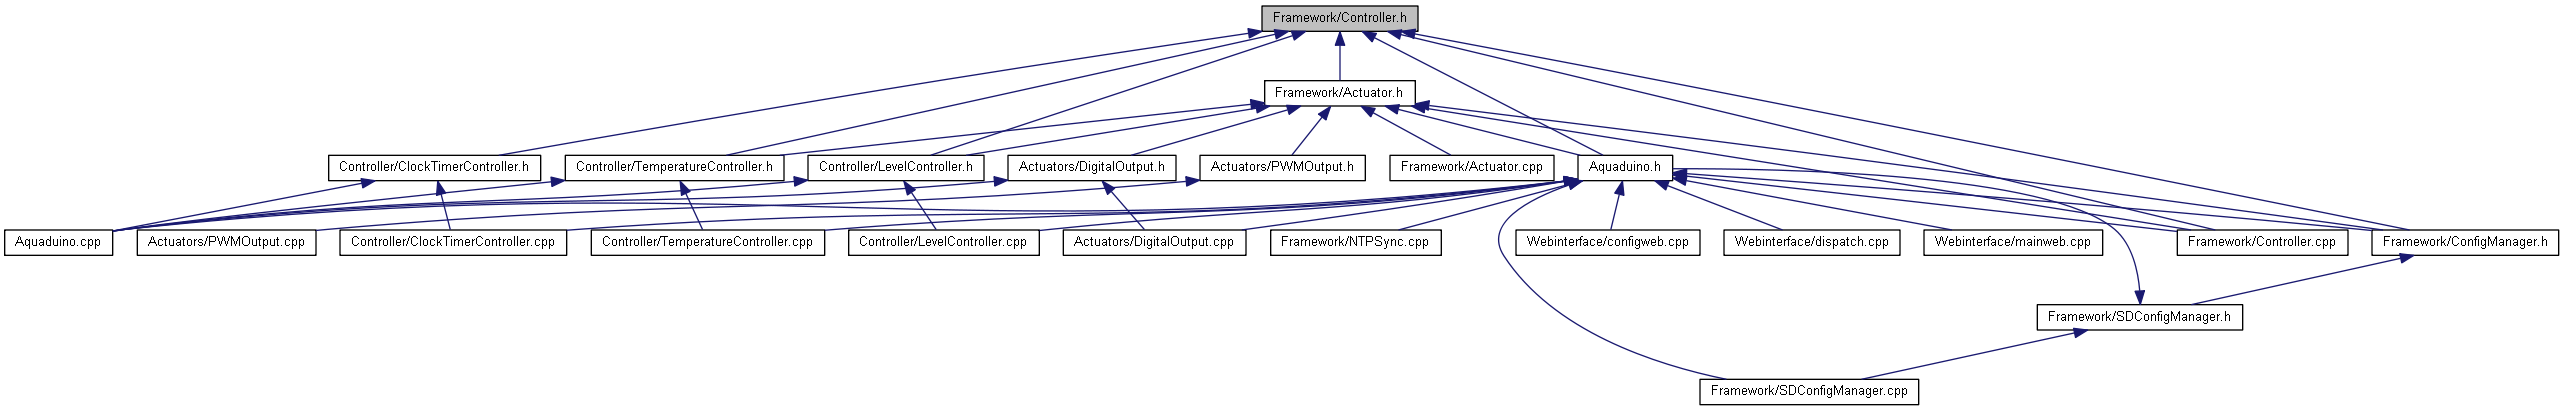 Framework/Controller.h
Framework/Actuator.h
Controller/ClockTimerController.h
Controller/TemperatureController.h
Controller/LevelController.h
Actuators/DigitalOutput.h
Actuators/PWMOutput.h
Framework/Actuator.cpp
Aquaduino.h
Aquaduino.cpp
Actuators/PWMOutput.cpp
Controller/ClockTimerController.cpp
Controller/TemperatureController.cpp
Controller/LevelController.cpp
Actuators/DigitalOutput.cpp
Framework/NTPSync.cpp
Webinterface/configweb.cpp
Webinterface/dispatch.cpp
Webinterface/mainweb.cpp
Framework/Controller.cpp
Framework/ConfigManager.h
Framework/SDConfigManager.h
Framework/SDConfigManager.cpp